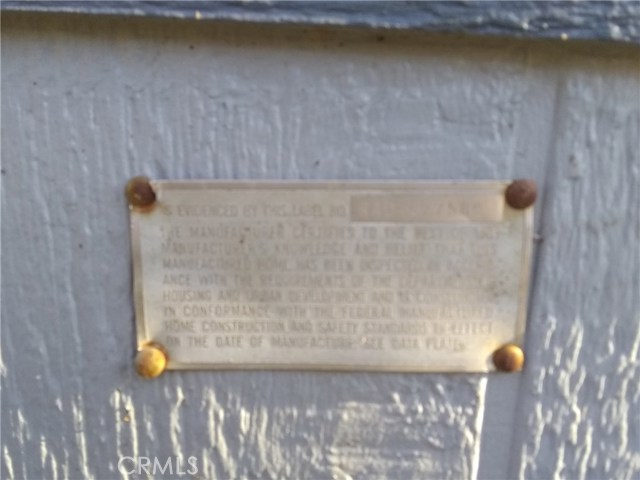 AS EVIDENCED BY THIS LABEL NO.
THE MANUFACTURER CERTIFIES TO THE BEST OF THE
MANUFACTURER'S KNOWLEDGE AND BELIEF THAT THIS
MANUFACTURED HOME HAS BEEN INSPECTED IN ACCORD-
ANCE WITH THE REQUIREMENTS OF THE DEPARTMENT OF
HOUSING AND URBAN DEVELOPMENT AND IS CONSTRUCTED
IN CONFORMANCE WITH THE FEDERAL MANUFACTURED
HOME CONSTRUCTION AND SAFETY STANDARDS IN EFFECT
ON THE DATE OF MANUFACTURE. SEE DATA PLATE.
CRMLS